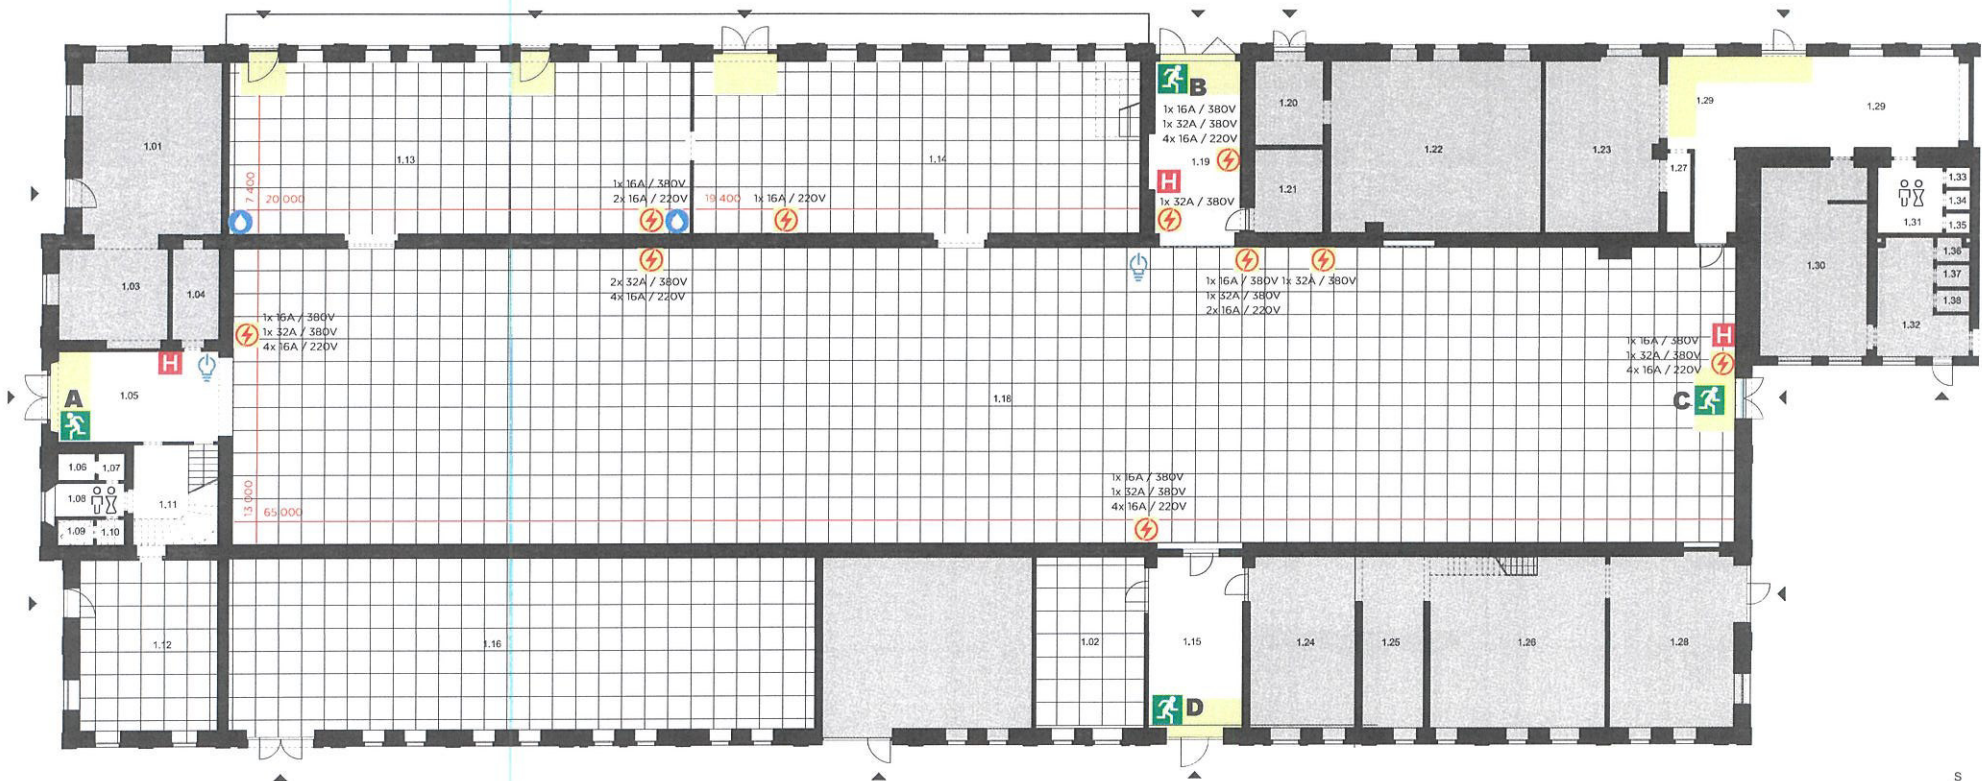 B
1x 16A / 380V
1x 32A / 380V
4x 16A / 220V
1.19
H
1x 32A / 380V
1.20
1.21
1.22
1.23
1.29
1.29
1.27
1.01
1.13
1.14
7 400
20 000
1x 16A / 380V
2x 16A / 220V
19 400
1x 16A / 220V
1.33
1.34
1.35
1.31
1.36
1.37
1.38
1.32
1.30
1.03
1.04
2x 32A / 380V
4x 16A / 220V
1x 16A / 380V
1x 32A / 380V
2x 16A / 220V
1x 32A / 380V
1x 16A / 380V
1x 32A / 380V
4x 16A / 220V
H
1x 16A / 380V
1x 32A / 380V
4x 16A / 220V
H
A
1.05
1.18
C
1.06
1.07
1.08
1.09
1.10
1.11
13 000
65 000
1x 16A / 380V
1x 32A / 380V
4x 16A / 220V
1.12
1.16
1.02
1.15
1.24
1.25
1.26
1.28
D
S